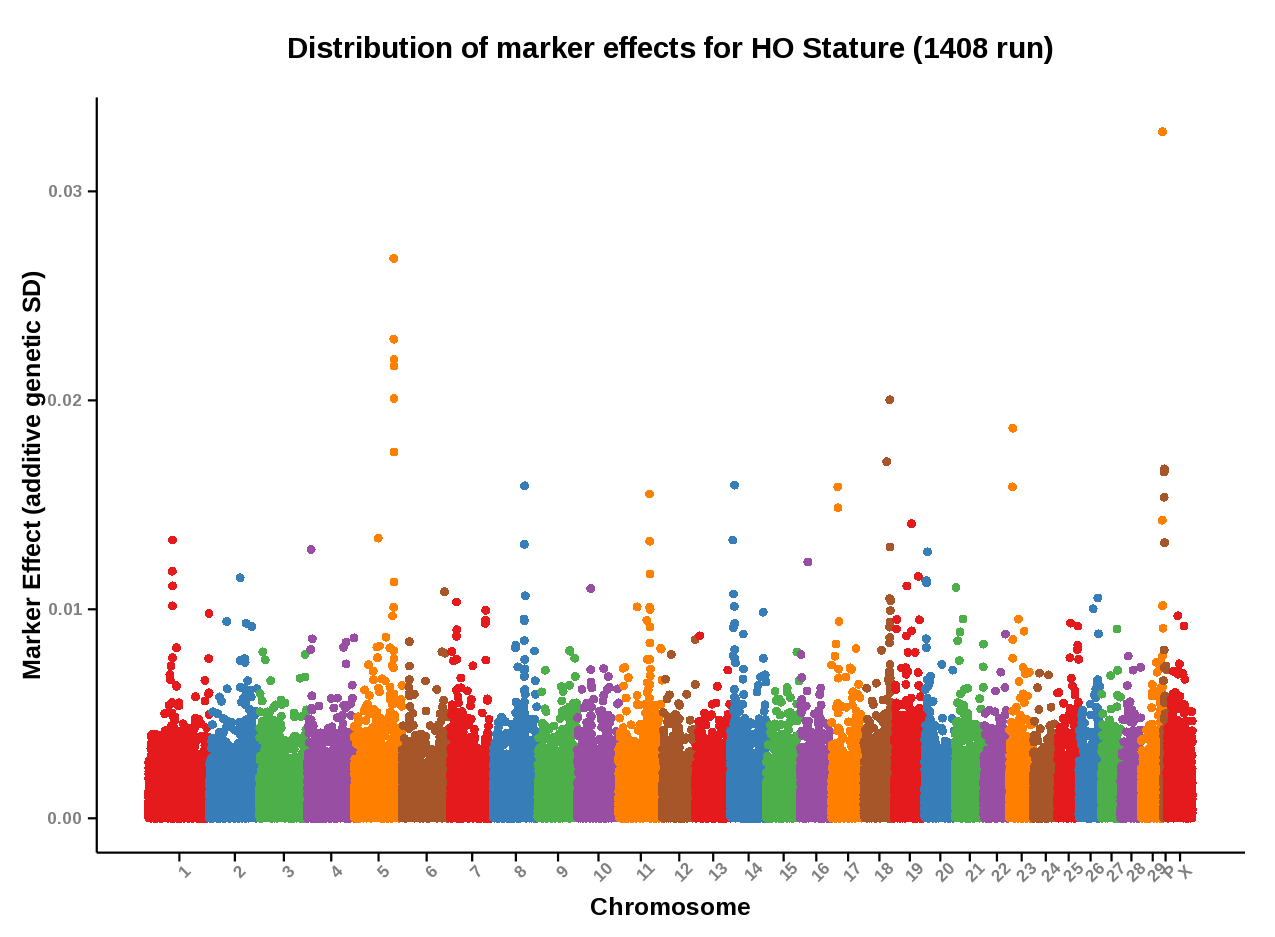 Distribution of marker effects for HO Stature (1408 run)
Marker Effect (additive genetic SD)
0.03
0.02
0.01
0.00
1 2 3 4 5 6 7 8 9 10 11 12 13 14 15 16 17 18 19 20 21 22 23 24 25 26 27 28 29 P X
Chromosome